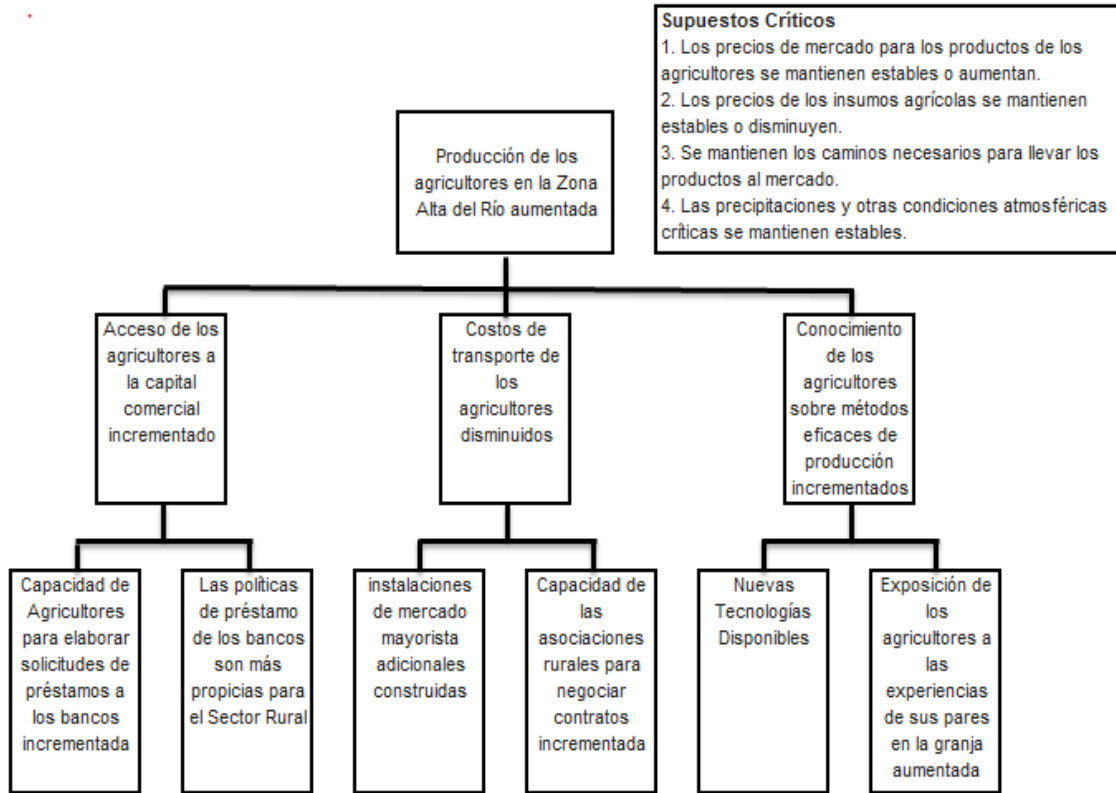 *
Supuestos Críticos
1. Los precios de mercado para los productos de los
agricultores se mantienen estables o aumentan.
2. Los precios de los insumos agrícolas se mantienen
estables o disminuyen.
3. Se mantienen los caminos necesarios para llevar los
productos al mercado.
4. Las precipitaciones y otras condiciones atmosféricas
críticas se mantienen estables.
Producción de los
agricultores en la Zona
Alta del Río aumentada
Acceso de los
agricultores a
la capital
comercial
incrementado
Costos de
transporte de
los
agricultores
disminuidos
Conocimiento
de los
agricultores
sobre métodos
eficaces de
producción
incrementados
Capacidad de
Agricultores
para elaborar
solicitudes de
préstamos a
los bancos
incrementada
Las políticas
de préstamo
de los bancos
son más
propicias para
el Sector Rural
instalaciones
de mercado
mayorista
adicionales
construidas
Capacidad de
las
asociaciones
rurales para
negociar
contratos
incrementada
Nuevas
Tecnologías
Disponibles
Exposición de
los
agricultores a
las
experiencias
de sus pares
en la granja
aumentada